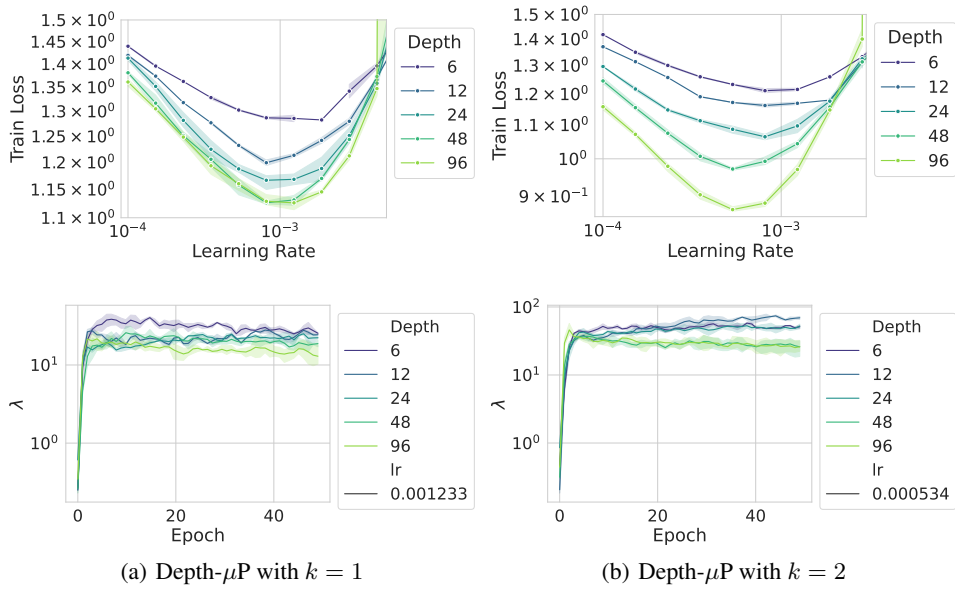 1.5 × 10⁰
1.45 × 10⁰
1.4 × 10⁰
1.35 × 10⁰
1.3 × 10⁰
1.25 × 10⁰
1.2 × 10⁰
1.15 × 10⁰
1.1 × 10⁰
Train Loss
10⁻⁴
10⁻³
Learning Rate
Depth
6
12
24
48
96
1.5 × 10⁰
1.4 × 10⁰
1.3 × 10⁰
1.2 × 10⁰
1.1 × 10⁰
10⁰
9 × 10⁻¹
Train Loss
10⁻⁴
10⁻³
Learning Rate
Depth
6
12
24
48
96
10¹
10⁰
λ
0
20
40
Epoch
Depth
6
12
24
48
96
lr
0.001233
10²
10¹
10⁰
λ
0
20
40
Epoch
Depth
6
12
24
48
96
lr
0.000534
(a) Depth-μP with k = 1
(b) Depth-μP with k = 2